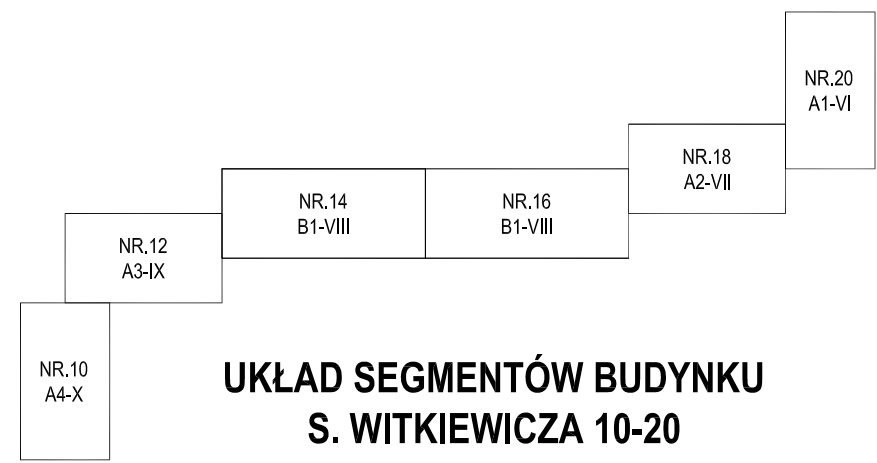 NR.20
A1-VI
NR.18
A2-VII
NR.14
B1-VIII
NR.16
B1-VIII
NR.12
A3-IX
NR.10
A4-X
UKŁAD SEGMENTÓW BUDYNKU
S. WITKIEWICZA 10-20